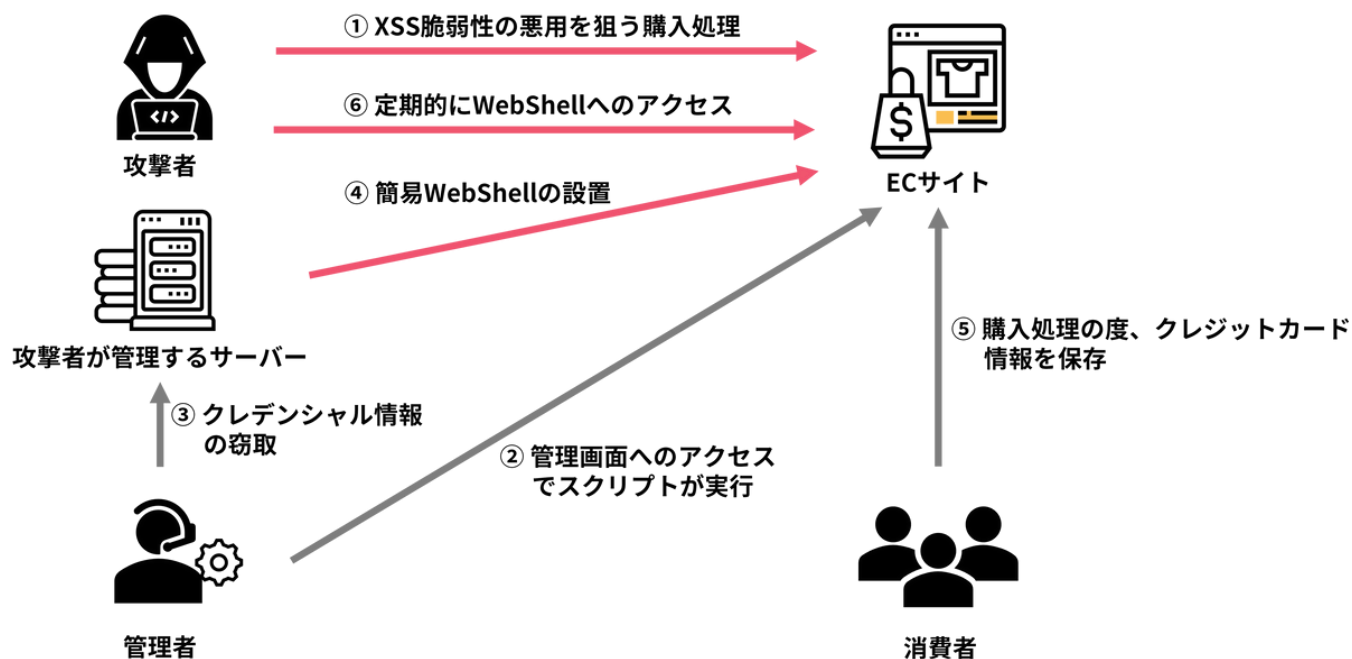 ① XSS脆弱性の悪用を狙う購入処理
⑥ 定期的にWebShellへのアクセス
攻撃者
④ 簡易WebShellの設置
ECサイト
攻撃者が管理するサーバー
⑤ 購入処理の度、クレジットカード
情報を保存
③ クレデンシャル情報
の窃取
② 管理画面へのアクセス
でスクリプトが実行
管理者
消費者